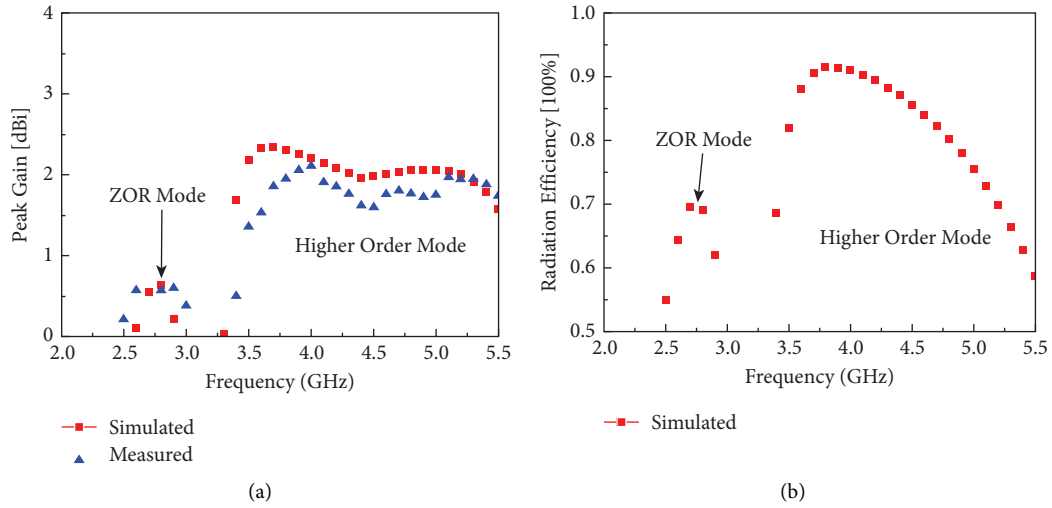 4
3
2
1
0
Peak Gain [dBi]
ZOR Mode
Higher Order Mode
2.0 2.5 3.0 3.5 4.0 4.5 5.0 5.5
Frequency (GHz)
Simulated
Measured
(a)
1.0
0.9
0.8
0.7
0.6
0.5
Radiation Efficiency [100%]
ZOR Mode
Higher Order Mode
2.0 2.5 3.0 3.5 4.0 4.5 5.0 5.5
Frequency (GHz)
Simulated
(b)